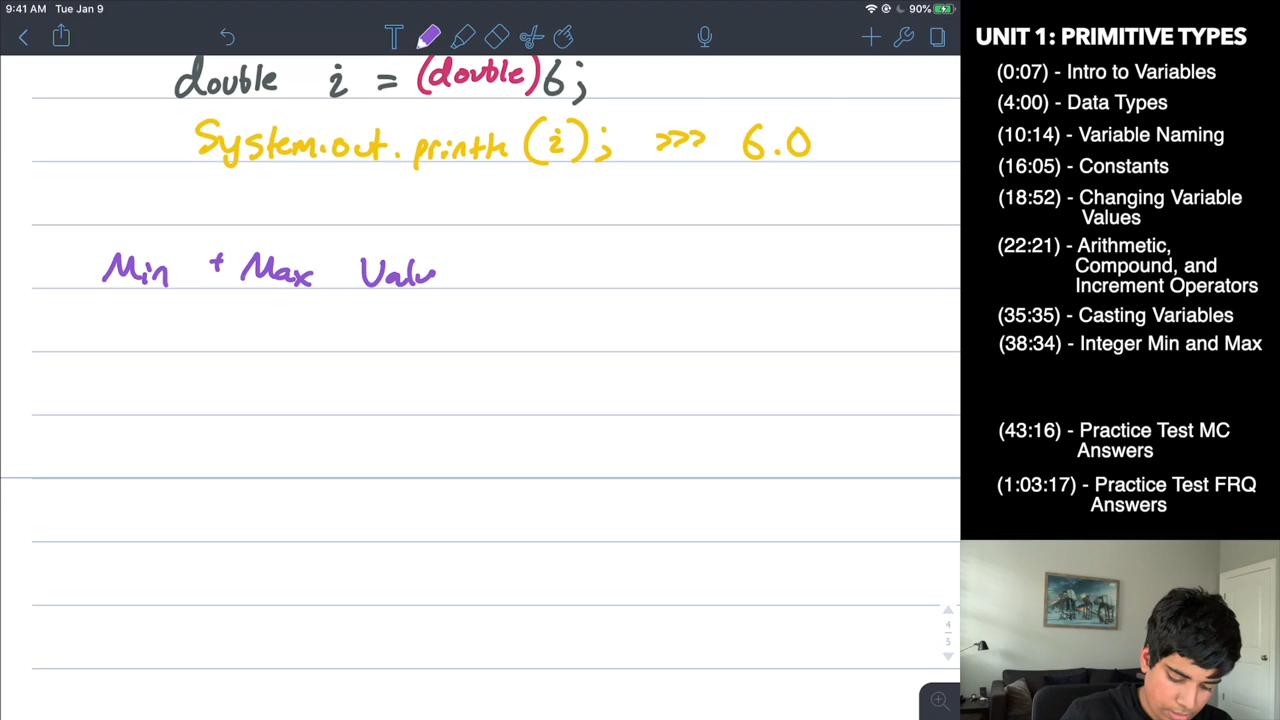 9:41 AM Tue Jan 9
90%
double i = (double)6;
System.out.println (i); >>> 6.0
Min + Max Valu
4
5
UNIT 1: PRIMITIVE TYPES
(0:07) - Intro to Variables
(4:00) - Data Types
(10:14) - Variable Naming
(16:05) - Constants
(18:52) - Changing Variable
Values
(22:21) - Arithmetic,
Compound, and
Increment Operators
(35:35) - Casting Variables
(38:34) - Integer Min and Max
(43:16) - Practice Test MC
Answers
(1:03:17) - Practice Test FRQ
Answers